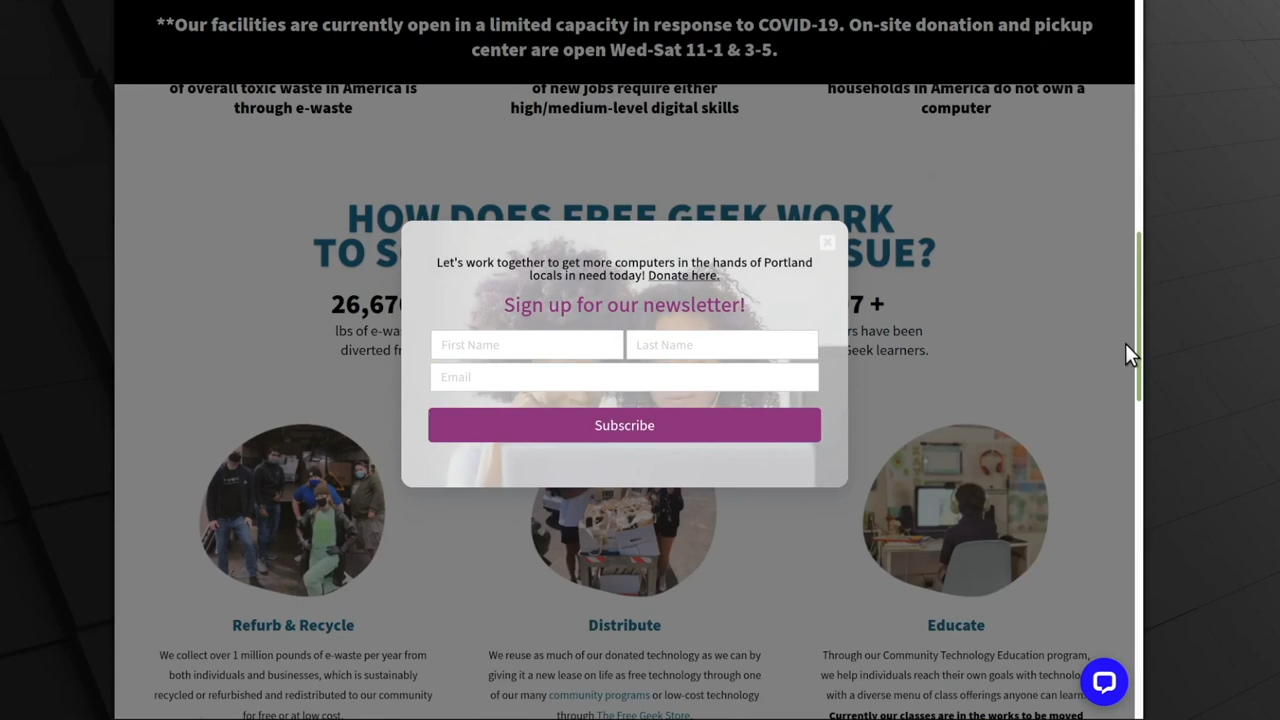 **Our facilities are currently open in a limited capacity in response to COVID-19. On-site donation and pickup
center are open Wed-Sat 11-1 & 3-5.
of overall toxic waste in America is
through e-waste
of new jobs require either
high/medium-level digital skills
households in America do not own a
computer
HOW DOES FREE GEEK WORK
TO SUE?
Let's work together to get more computers in the hands of Portland
locals in need today! Donate here.
Sign up for our newsletter!
First Name
Last Name
Email
Subscribe
lbs of e-wa
diverted
7 +
have been
Geek learners.
Refurb & Recycle
We collect over 1 million pounds of e-waste per year from
both individuals and businesses, which is sustainably
recycled or refurbished and redistributed to our community
for free or at low cost.
Distribute
We reuse as much of our donated technology as we can by
giving it a new lease on life as free technology through one
of our many community programs or low-cost technology
through The Free Geek Store.
Educate
Through our Community Technology Education program,
we help individuals reach their own goals with technolo
with a diverse menu of class offerings anyone can learn
Currently our classes are in the works to be moved